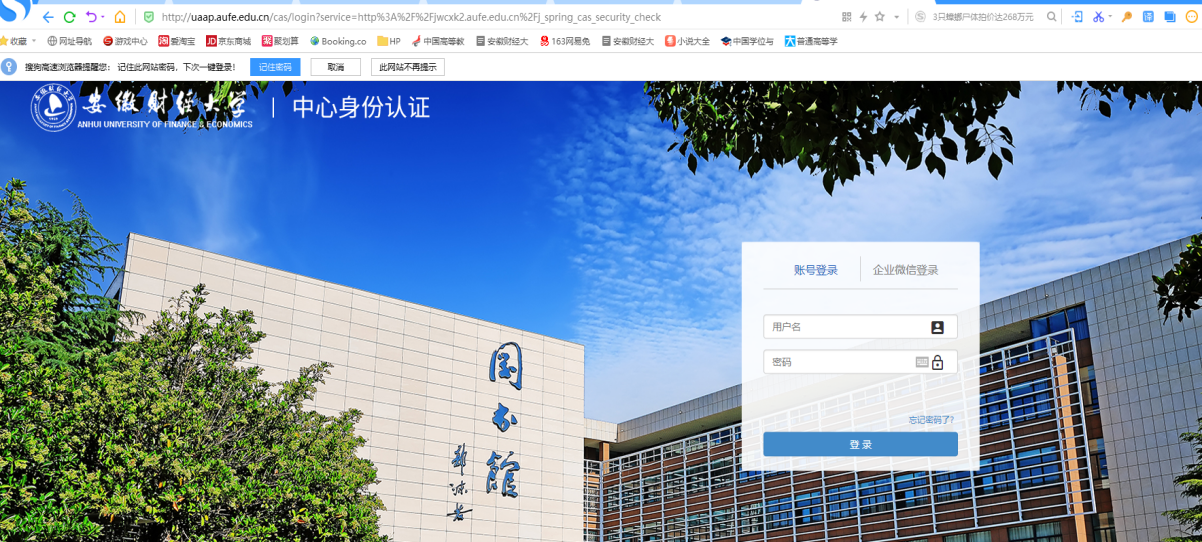 http://uaap.aufe.edu.cn/cas/login?service=http%3A%2F%2Fjwcxk2.aufe.edu.cn%2Fj_spring_cas_security_check
3只蟑螂尸体拍价达268万元
收藏 网址导航 游戏中心 爱淘宝 京东商城 聚划算 Booking.co HP 中国高等教 安徽财经大 163网易免 安徽财经大 小说大全 中国学位与 普通高等学
搜狗高速浏览器提醒您： 记住此网站密码，下次一键登录！ 记住密码 取消 此网站不再提示
安徽财经大学 | 中心身份认证
ANHUI UNIVERSITY OF FINANCE & ECONOMICS
账号登录 企业微信登录
用户名
密码
忘记密码了?
登 录
图书馆
郭沫若